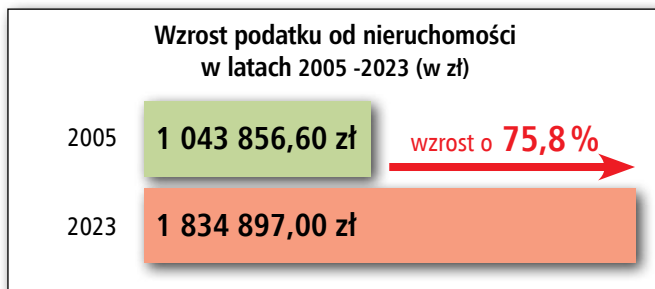 Wzrost podatku od nieruchomości
w latach 2005 -2023 (w zł)
2005
1 043 856,60 zł
wzrost o 75,8 %
2023
1 834 897,00 zł